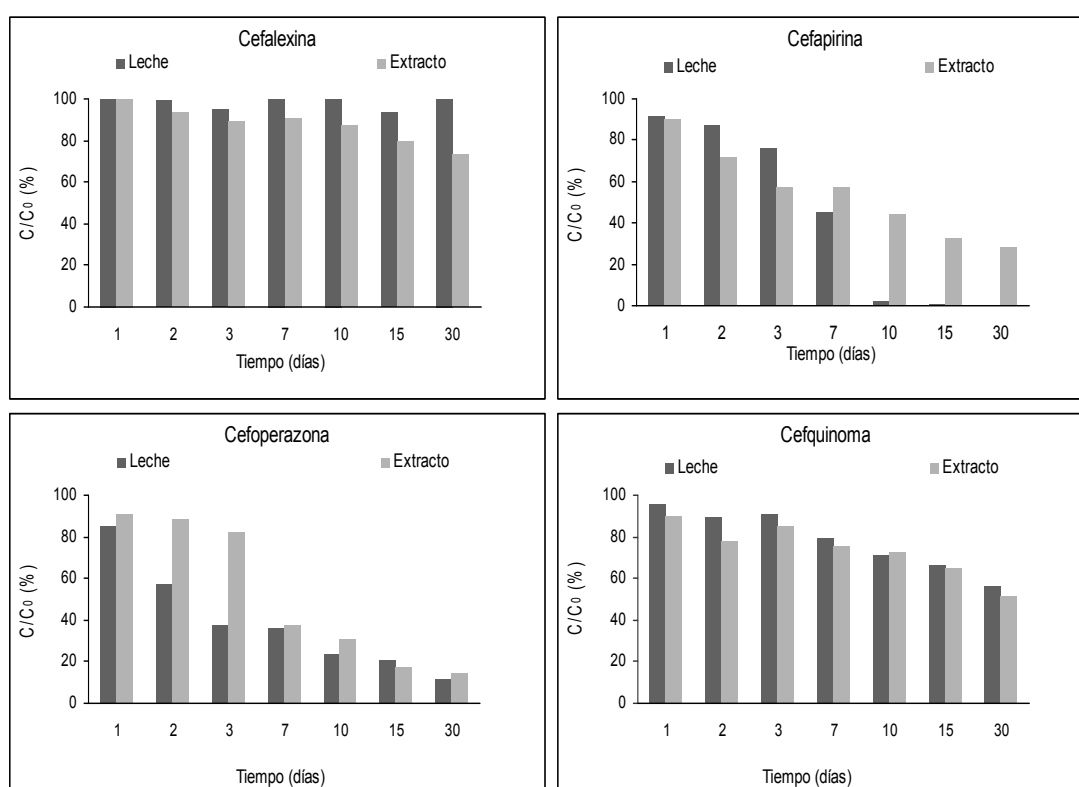 Cefalexina
Leche Extracto
100
80
60
40
20
0
C/C0 (%)
1 2 3 7 10 15 30
Tiempo (días)
Cefapirina
Leche Extracto
100
80
60
40
20
0
C/C0 (%)
1 2 3 7 10 15 30
Tiempo (días)
Cefoperazona
Leche Extracto
100
80
60
40
20
0
C/C0 (%)
1 2 3 7 10 15 30
Tiempo (días)
Cefquinoma
Leche Extracto
100
80
60
40
20
0
C/C0 (%)
1 2 3 7 10 15 30
Tiempo (días)